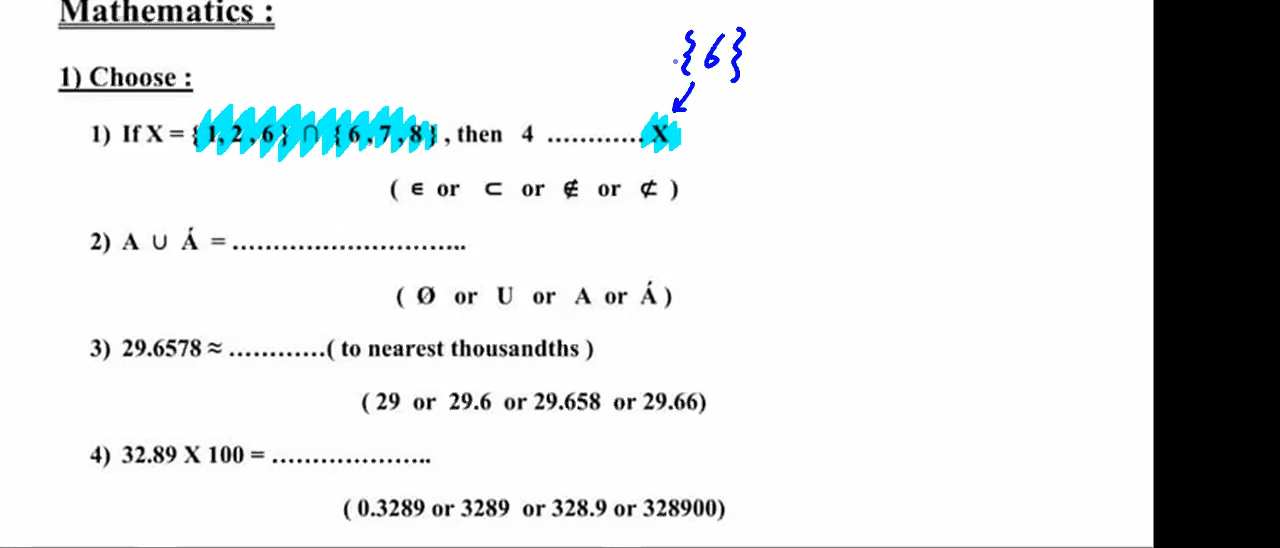 Mathematics :
{6}
1) Choose :
1) If X = { 1, 2 , 6 } ∩ { 6 , 7 , 8 } , then 4 ............ X
( ∈ or ⊂ or ∉ or ⊄ )
2) A ∪ Á = ............................
( Ø or U or A or Á )
3) 29.6578 ≈ ............( to nearest thousandths )
( 29 or 29.6 or 29.658 or 29.66)
4) 32.89 X 100 = ....................
( 0.3289 or 3289 or 328.9 or 328900)